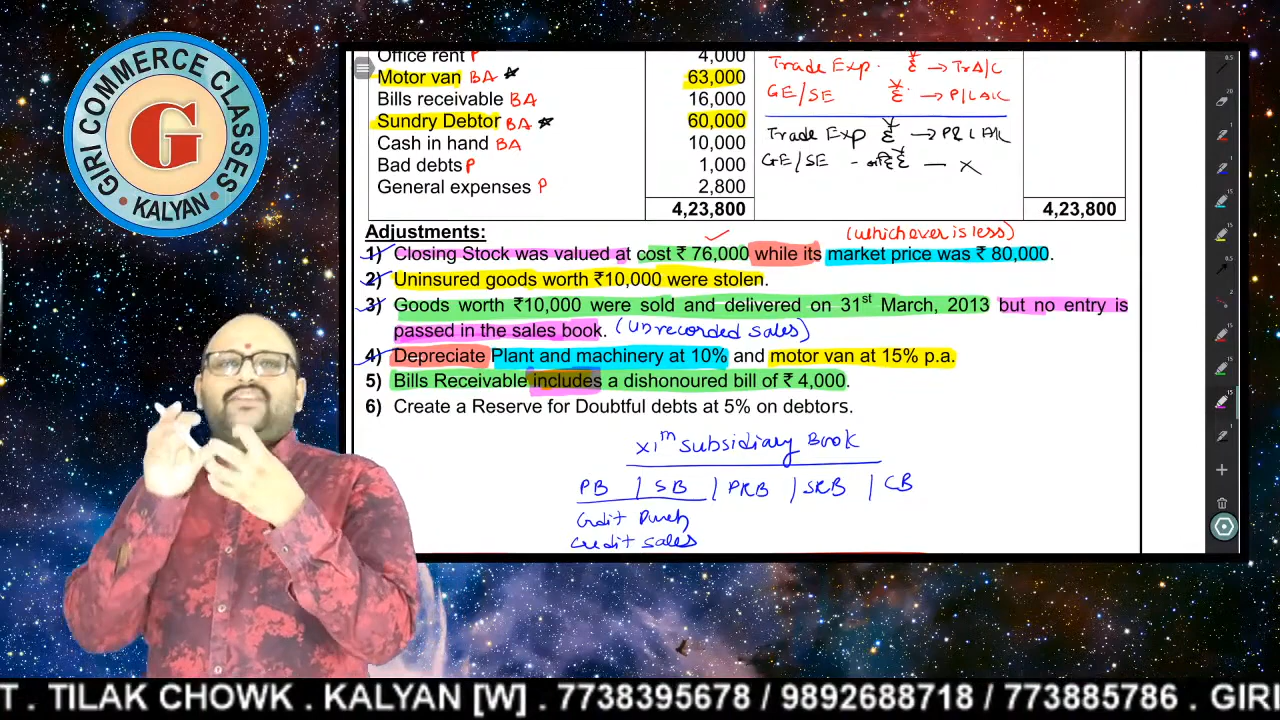 GIRI COMMERCE CLASSES
G
KALYAN
Office rent P 4,000
Motor van BA 63,000
Bills receivable BA 16,000
Sundry Debtor BA 60,000
Cash in hand BA 10,000
Bad debts P 1,000
General expenses P 2,800
4,23,800 4,23,800
Trade Exp. → Tr A/C
GE/SE → P/L A/C
Trade Exp → P & L A/C
GE/SE - — X
Adjustments: (whichever is less)
1) Closing Stock was valued at cost ₹ 76,000 while its market price was ₹ 80,000.
2) Uninsured goods worth ₹10,000 were stolen.
3) Goods worth ₹10,000 were sold and delivered on 31st March, 2013 but no entry is
passed in the sales book. (unrecorded sales)
4) Depreciate Plant and machinery at 10% and motor van at 15% p.a.
5) Bills Receivable includes a dishonoured bill of ₹ 4,000.
6) Create a Reserve for Doubtful debts at 5% on debtors.
XIth Subsidiary Book
PB | SB | PRB | SRB | CB
Credit Purch
Credit sales
T . TILAK CHOWK . KALYAN [W] . 7738395678 / 9892688718 / 773885786 . GIRI